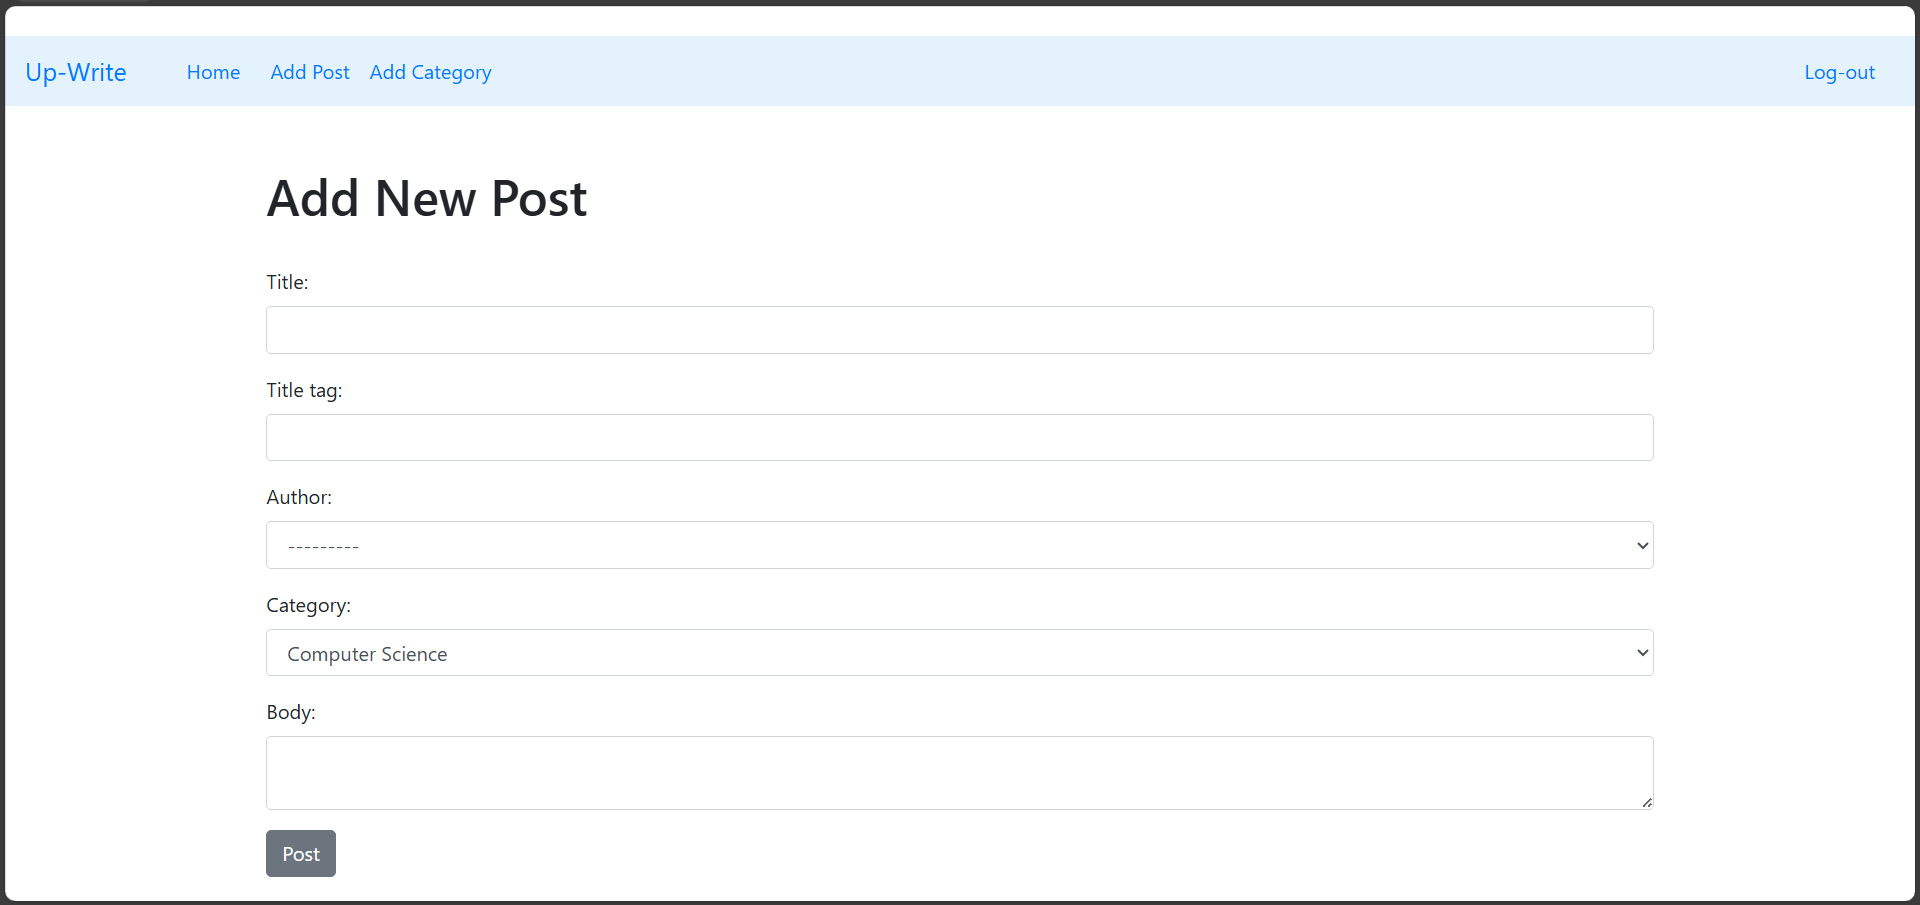 Up-Write Home Add Post Add Category Log-out
Add New Post
Title:
Title tag:
Author:
---------
Category:
Computer Science
Body:
Post